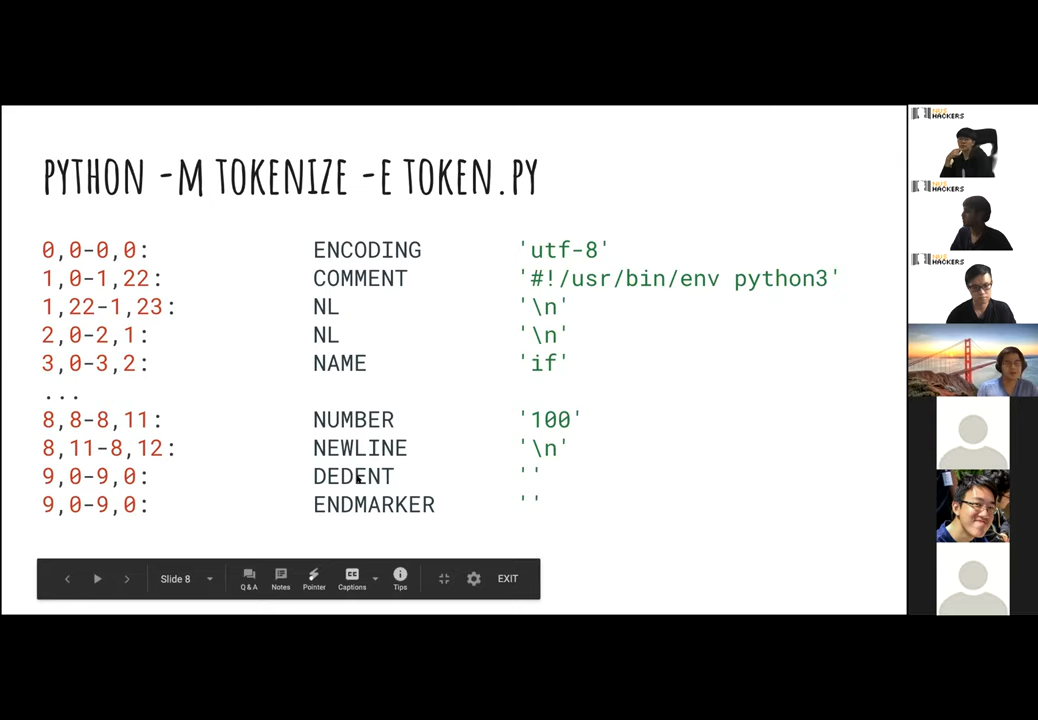 PYTHON -M TOKENIZE -E TOKEN.PY
0,0-0,0: ENCODING 'utf-8'
1,0-1,22: COMMENT '#!/usr/bin/env python3'
1,22-1,23: NL '\n'
2,0-2,1: NL '\n'
3,0-3,2: NAME 'if'
...
8,8-8,11: NUMBER '100'
8,11-8,12: NEWLINE '\n'
9,0-9,0: DEDENT ''
9,0-9,0: ENDMARKER ''
Slide 8
Q & A
Notes
Pointer
CC
Captions
Tips
EXIT
NUS
HACKERS
NUS
HACKERS
NUS
HACKERS